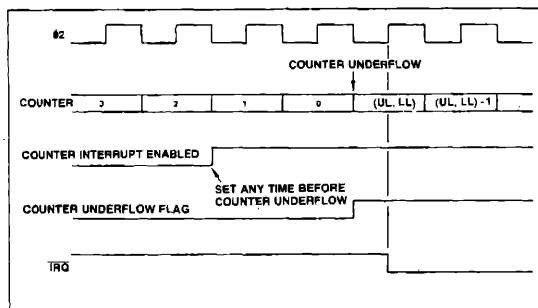 ϕ2
COUNTER UNDERFLOW
COUNTER 3 2 1 0 (UL, LL) (UL, LL) -1
COUNTER INTERRUPT ENABLED
SET ANY TIME BEFORE
COUNTER UNDERFLOW
COUNTER UNDERFLOW FLAG
IRQ